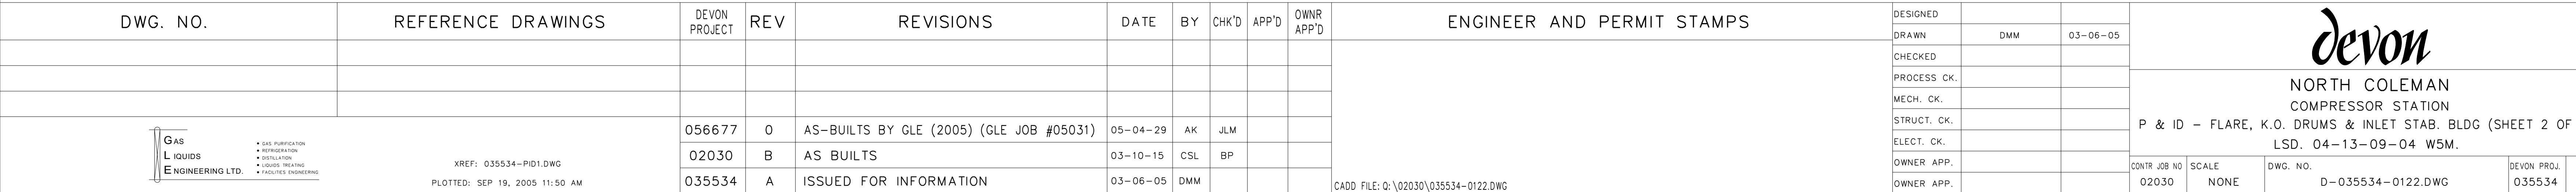 DWG. NO. REFERENCE DRAWINGS DEVON PROJECT REV REVISIONS DATE BY CHK'D APP'D OWNR APP'D ENGINEER AND PERMIT STAMPS
GAS
LIQUIDS
ENGINEERING LTD.
• GAS PURIFICATION
• REFRIGERATION
• DISTILLATION
• LIQUIDS TREATING
• FACILITIES ENGINEERING
XREF: 035534-PID1.DWG
PLOTTED: SEP 19, 2005 11:50 AM
056677 0 AS-BUILTS BY GLE (2005) (GLE JOB #05031) 05-04-29 AK JLM
02030 B AS BUILTS 03-10-15 CSL BP
035534 A ISSUED FOR INFORMATION 03-06-05 DMM
CADD FILE: Q:\02030\035534-0122.DWG
DESIGNED
DRAWN DMM 03-06-05
CHECKED
PROCESS CK.
MECH. CK.
STRUCT. CK.
ELECT. CK.
OWNER APP.
OWNER APP.
devon
NORTH COLEMAN
COMPRESSOR STATION
P & ID - FLARE, K.O. DRUMS & INLET STAB. BLDG (SHEET 2 OF
LSD. 04-13-09-04 W5M.
CONTR JOB NO SCALE DWG. NO. DEVON PROJ.
02030 NONE D-035534-0122.DWG 035534